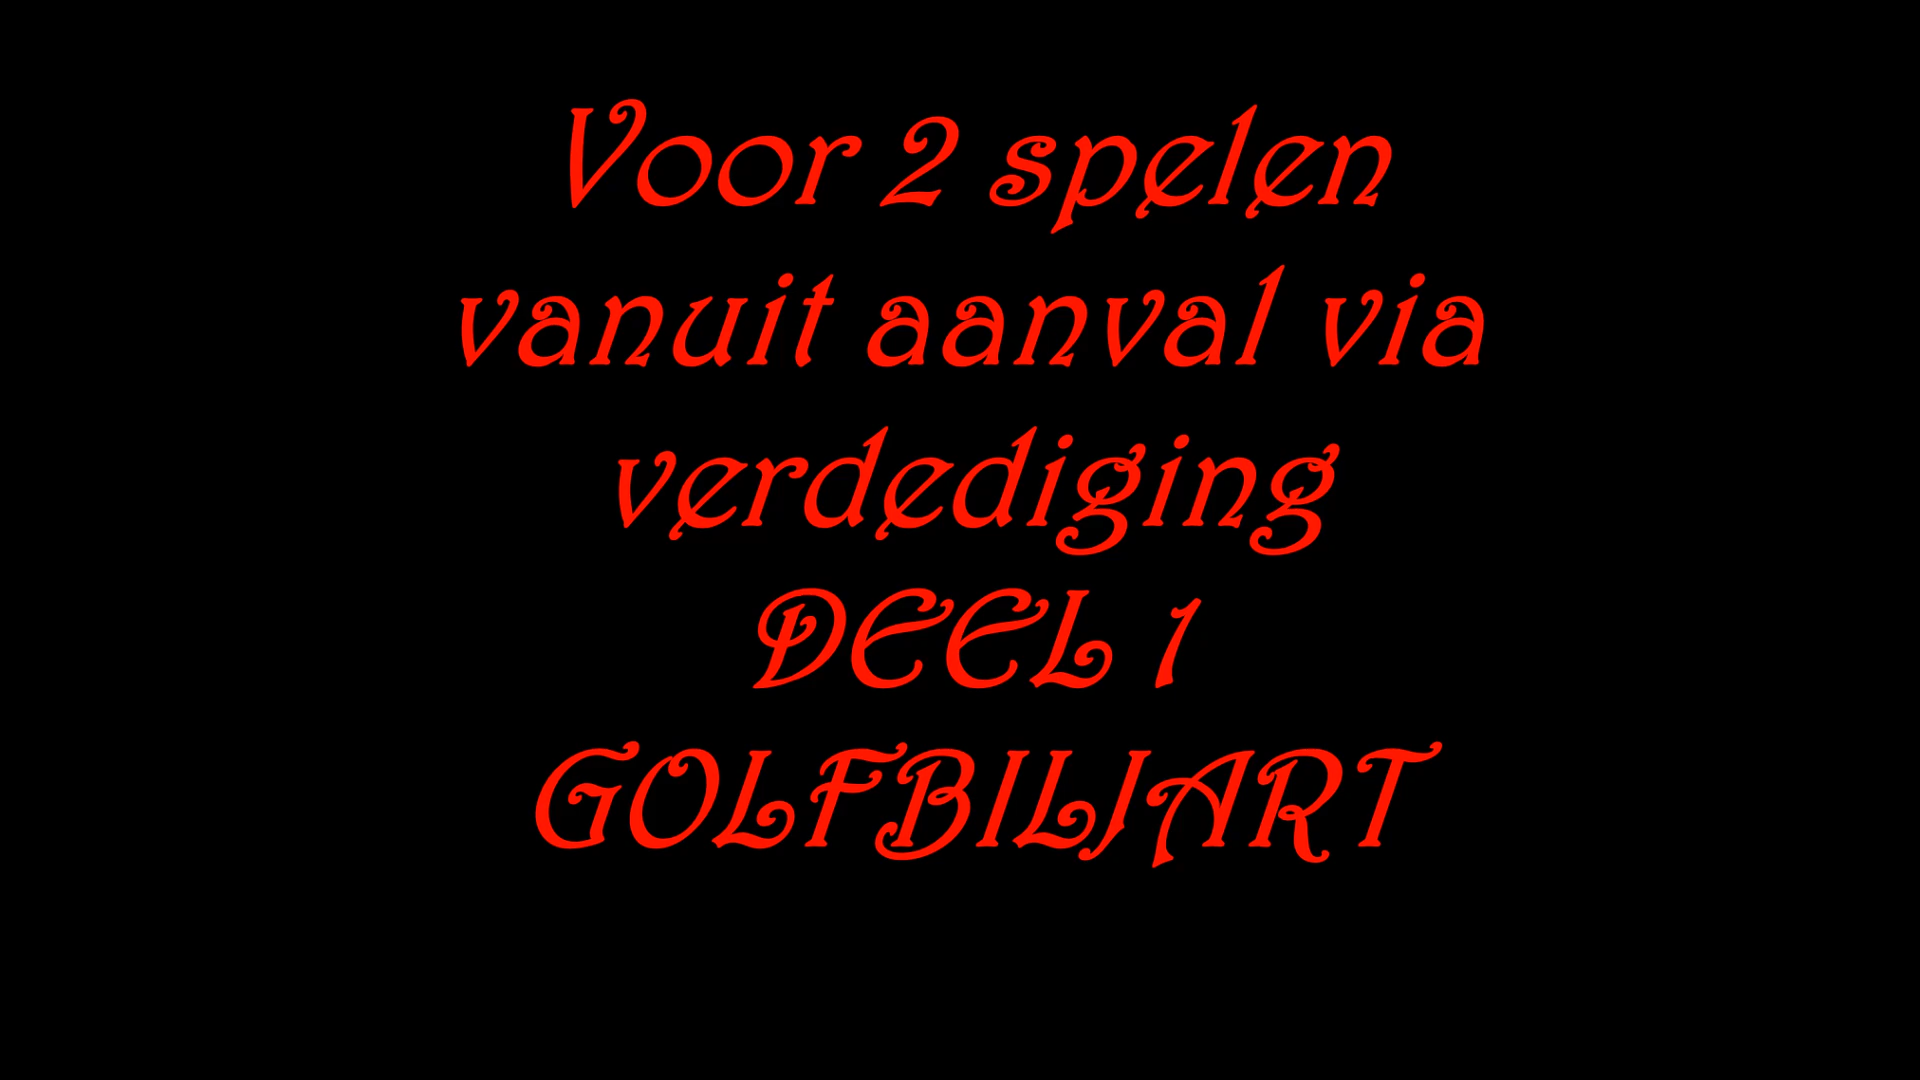 Voor 2 spelen
vanuit aanval via
verdediging
DEEL 1
GOLFBILJART